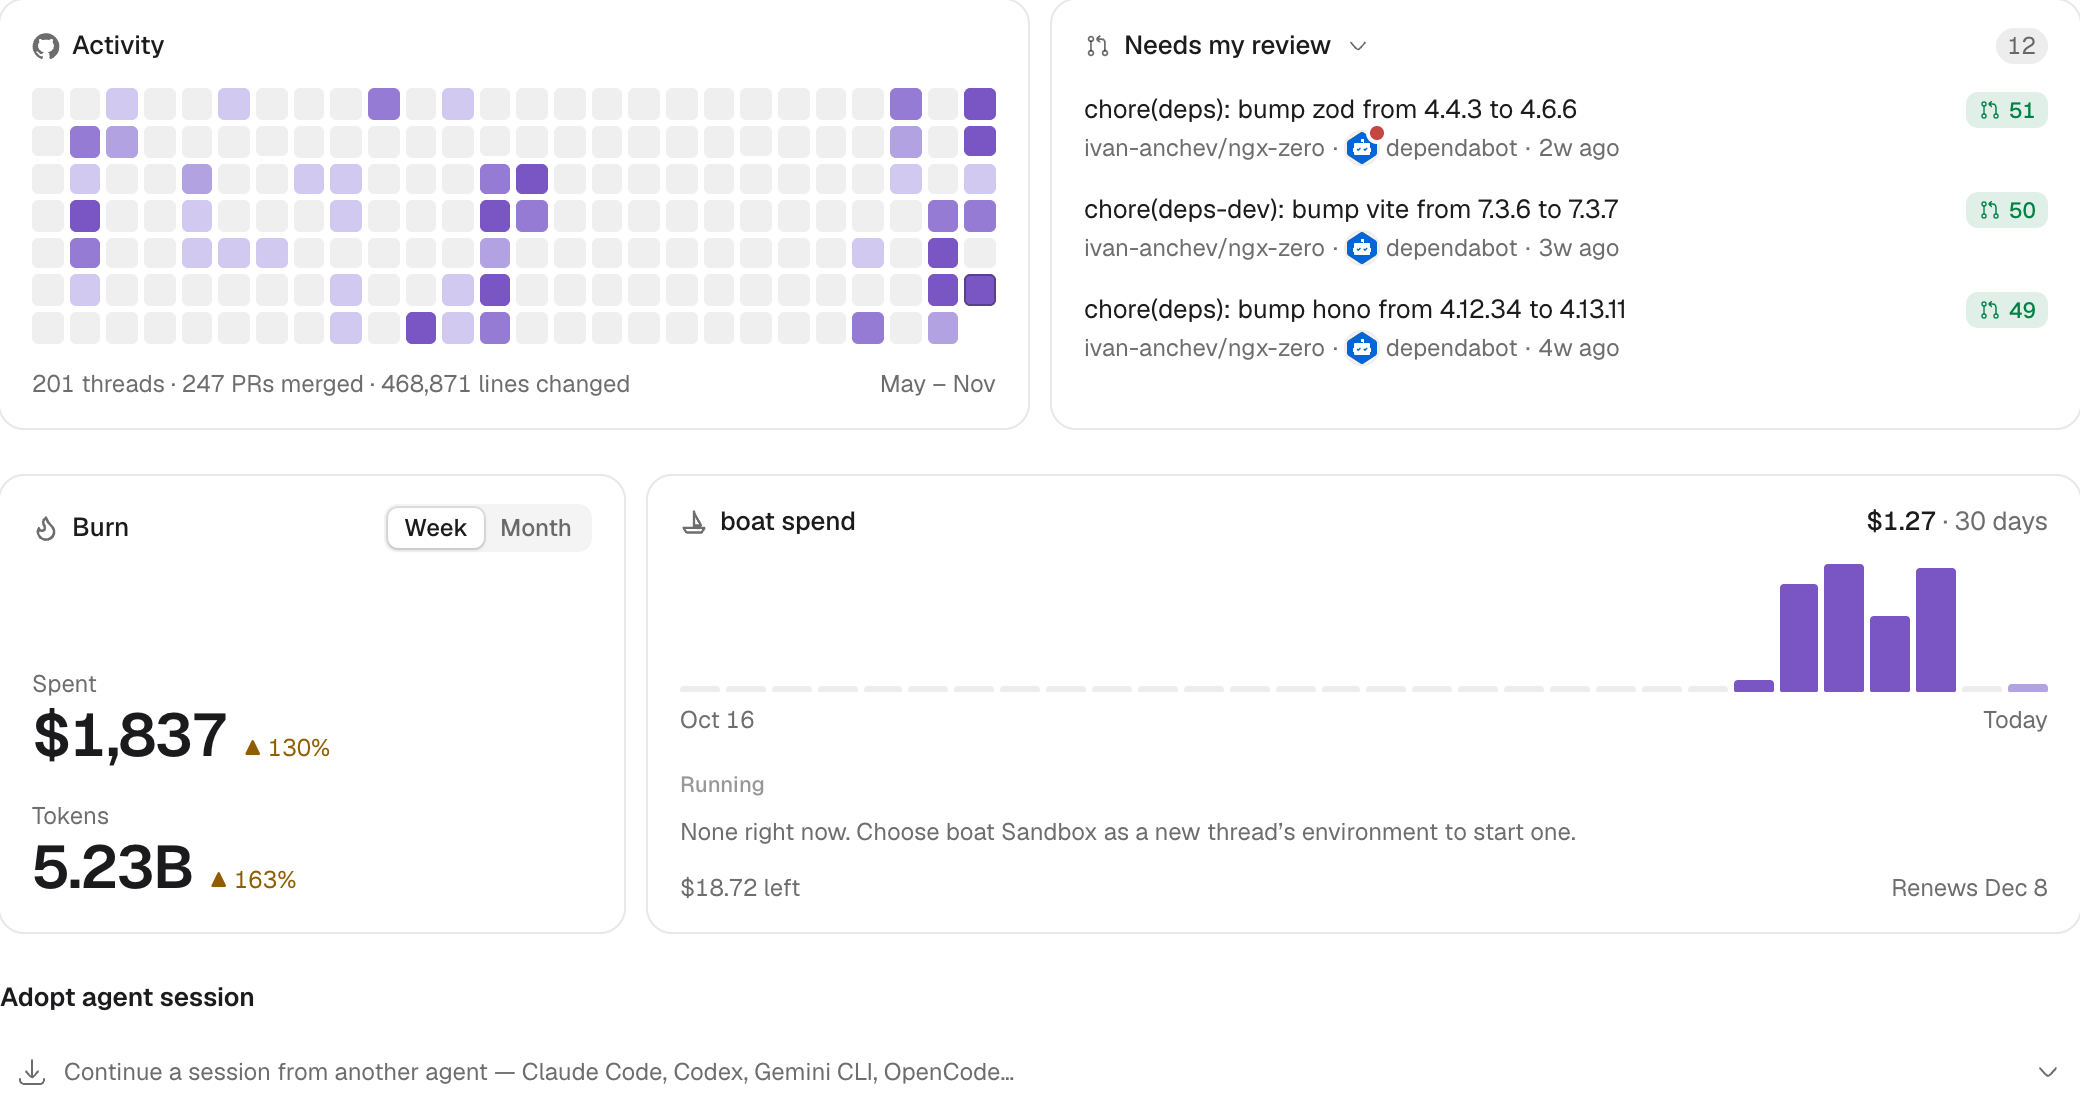 Activity
201 threads · 247 PRs merged · 468,871 lines changed
May – Nov
Needs my review
12
chore(deps): bump zod from 4.4.3 to 4.6.6
51
ivan-anchev/ngx-zero · dependabot · 2w ago
chore(deps-dev): bump vite from 7.3.6 to 7.3.7
50
ivan-anchev/ngx-zero · dependabot · 3w ago
chore(deps): bump hono from 4.12.34 to 4.13.11
49
ivan-anchev/ngx-zero · dependabot · 4w ago
Burn
Week
Month
Spent
$1,837 ▲ 130%
Tokens
5.23B ▲ 163%
boat spend
$1.27 · 30 days
Oct 16
Today
Running
None right now. Choose boat Sandbox as a new thread’s environment to start one.
$18.72 left
Renews Dec 8
Adopt agent session
Continue a session from another agent — Claude Code, Codex, Gemini CLI, OpenCode...